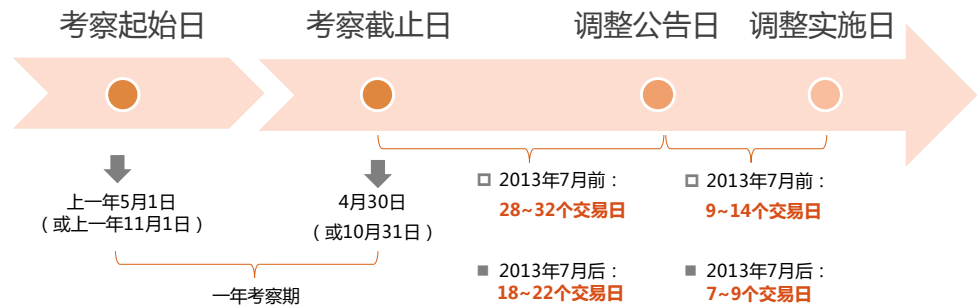 考察起始日
考察截止日
调整公告日
调整实施日
上一年5月1日
（或上一年11月1日）
4月30日
（或10月31日）
一年考察期
2013年7月前：
28~32个交易日
2013年7月后：
18~22个交易日
2013年7月前：
9~14个交易日
2013年7月后：
7~9个交易日